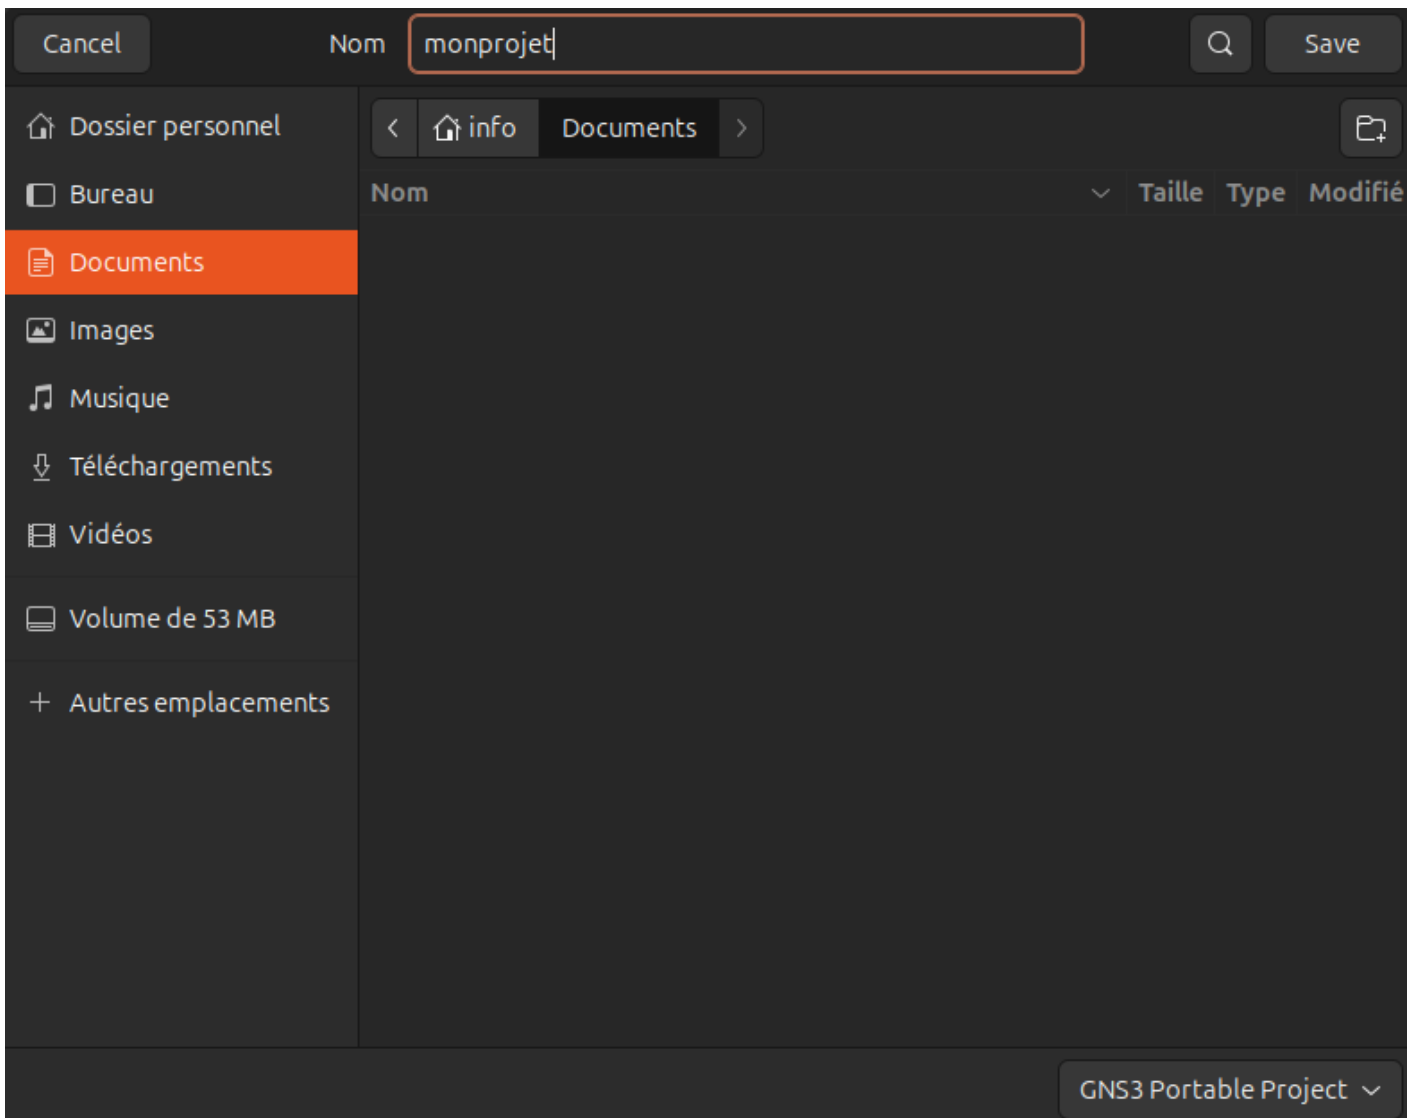 Cancel Nom monprojet Save
Dossier personnel
info Documents
Bureau
Nom Taille Type Modifié
Documents
Images
Musique
Téléchargements
Vidéos
Volume de 53 MB
Autres emplacements
GNS3 Portable Project